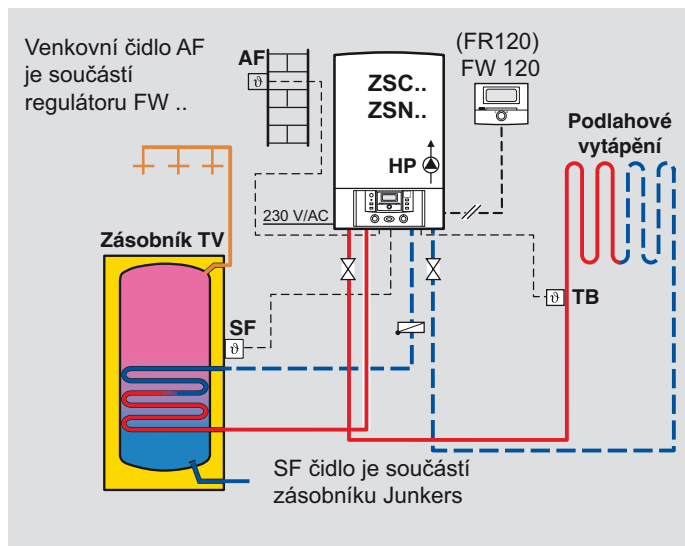 Venkovní čidlo AF
je součástí
regulátoru FW ..
AF
ϑ
ZSC..
ZSN..
HP
(FR120)
FW 120
Podlahové
vytápění
230 V/AC
Zásobník TV
SF
ϑ
ϑ TB
SF čidlo je součástí
zásobníku Junkers